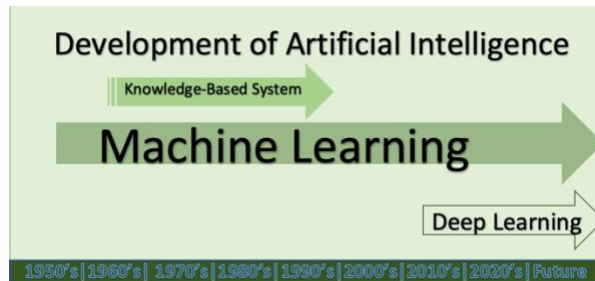 Development of Artificial Intelligence
Knowledge-Based System
Machine Learning
Deep Learning
1950's|1960's| 1970's|1980's|1990's|2000's|2010's|2020's|Future